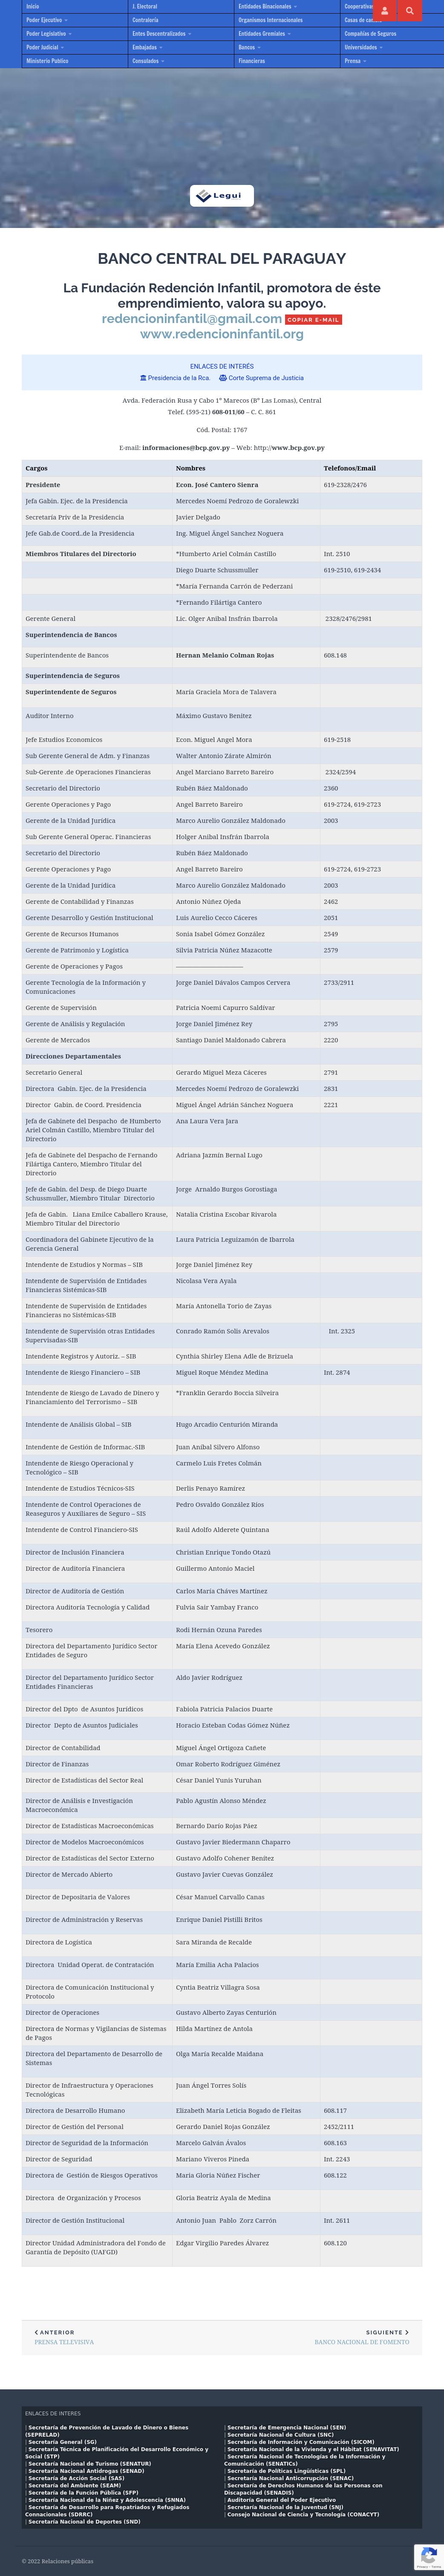 Inicio
J. Electoral
Entidades Binacionales
Cooperativas
Poder Ejecutivo
Contraloría
Organismos Internacionales
Casas de cambio
Poder Legislativo
Entes Descentralizados
Entidades Gremiales
Compañías de Seguros
Poder Judicial
Embajadas
Bancos
Universidades
Ministerio Público
Consulados
Financieras
Prensa
Legui
BANCO CENTRAL DEL PARAGUAY
La Fundación Redención Infantil, promotora de éste
emprendimiento, valora su apoyo.
redencioninfantil@gmail.com COPIAR E-MAIL
www.redencioninfantil.org
ENLACES DE INTERÉS
Presidencia de la Rca. Corte Suprema de Justicia
Avda. Federación Rusa y Cabo 1º Marecos (Bº Las Lomas), Central
Telef. (595-21) 608-011/60 – C. C. 861
Cód. Postal: 1767
E-mail: informaciones@bcp.gov.py – Web: http://www.bcp.gov.py
Cargos Nombres Telefonos/Email
Presidente Econ. José Cantero Sienra 619-2328/2476
Jefa Gabin. Ejec. de la Presidencia Mercedes Noemí Pedrozo de Goralewzki
Secretaría Priv de la Presidencia Javier Delgado
Jefe Gab.de Coord..de la Presidencia Ing. Miguel Ángel Sanchez Noguera
Miembros Titulares del Directorio *Humberto Ariel Colmán Castillo Int. 2510
Diego Duarte Schussmuller 619-2510, 619-2434
*María Fernanda Carrón de Pederzani
*Fernando Filártiga Cantero
Gerente General Lic. Olger Aníbal Insfrán Ibarrola 2328/2476/2981
Superintendencia de Bancos
Superintendente de Bancos Hernan Melanio Colman Rojas 608.148
Superintendencia de Seguros
Superintendente de Seguros María Graciela Mora de Talavera
Auditor Interno Máximo Gustavo Benítez
Jefe Estudios Economicos Econ. Miguel Angel Mora 619-2518
Sub Gerente General de Adm. y Finanzas Walter Antonio Zárate Almirón
Sub-Gerente .de Operaciones Financieras Angel Marciano Barreto Bareiro 2324/2594
Secretario del Directorio Rubén Báez Maldonado 2360
Gerente Operaciones y Pago Angel Barreto Bareiro 619-2724, 619-2723
Gerente de la Unidad Jurídica Marco Aurelio González Maldonado 2003
Sub Gerente General Operac. Financieras Holger Aníbal Insfrán Ibarrola
Secretario del Directorio Rubén Báez Maldonado
Gerente Operaciones y Pago Angel Barreto Bareiro 619-2724, 619-2723
Gerente de la Unidad Jurídica Marco Aurelio González Maldonado 2003
Gerente de Contabilidad y Finanzas Antonio Núñez Ojeda 2462
Gerente Desarrollo y Gestión Institucional Luis Aurelio Cecco Cáceres 2051
Gerente de Recursos Humanos Sonia Isabel Gómez González 2549
Gerente de Patrimonio y Logística Silvia Patricia Núñez Mazacotte 2579
Gerente de Operaciones y Pagos ——————————–
Gerente Tecnología de la Información y
Comunicaciones Jorge Daniel Dávalos Campos Cervera 2733/2911
Gerente de Supervisión Patricia Noemi Capurro Saldívar
Gerente de Análisis y Regulación Jorge Daniel Jiménez Rey 2795
Gerente de Mercados Santiago Daniel Maldonado Cabrera 2220
Direcciones Departamentales
Secretario General Gerardo Miguel Meza Cáceres 2791
Directora Gabin. Ejec. de la Presidencia Mercedes Noemí Pedrozo de Goralewzki 2831
Director Gabin. de Coord. Presidencia Miguel Ángel Adrián Sánchez Noguera 2221
Jefa de Gabinete del Despacho de Humberto
Ariel Colmán Castillo, Miembro Titular del
Directorio Ana Laura Vera Jara
Jefa de Gabinete del Despacho de Fernando
Filártiga Cantero, Miembro Titular del
Directorio Adriana Jazmín Bernal Lugo
Jefe de Gabin. del Desp. de Diego Duarte
Schussmuller, Miembro Titular Directorio Jorge Arnaldo Burgos Gorostiaga
Jefa de Gabin. Liana Emilce Caballero Krause,
Miembro Titular del Directorio Natalia Cristina Escobar Rivarola
Coordinadora del Gabinete Ejecutivo de la
Gerencia General Laura Patricia Leguizamón de Ibarrola
Intendente de Estudios y Normas – SIB Jorge Daniel Jiménez Rey
Intendente de Supervisión de Entidades
Financieras Sistémicas-SIB Nicolasa Vera Ayala
Intendente de Supervisión de Entidades
Financieras no Sistémicas-SIB María Antonella Torio de Zayas
Intendente de Supervisión otras Entidades
Supervisadas-SIB Conrado Ramón Solís Arevalos Int. 2325
Intendente Registros y Autoriz. – SIB Cynthia Shirley Elena Adle de Brizuela
Intendente de Riesgo Financiero – SIB Miguel Roque Méndez Medina Int. 2874
Intendente de Riesgo de Lavado de Dinero y
Financiamiento del Terrorismo – SIB *Franklin Gerardo Boccia Silveira
Intendente de Análisis Global – SIB Hugo Arcadio Centurión Miranda
Intendente de Gestión de Informac.-SIB Juan Aníbal Silvero Alfonso
Intendente de Riesgo Operacional y
Tecnológico – SIB Carmelo Luis Fretes Colmán
Intendente de Estudios Técnicos-SIS Derlis Penayo Ramírez
Intendente de Control Operaciones de
Reaseguros y Auxiliares de Seguro – SIS Pedro Osvaldo González Ríos
Intendente de Control Financiero-SIS Raúl Adolfo Alderete Quintana
Director de Inclusión Financiera Christian Enrique Tondo Otazú
Director de Auditoría Financiera Guillermo Antonio Maciel
Director de Auditoría de Gestión Carlos María Cháves Martínez
Directora Auditoría Tecnología y Calidad Fulvia Sair Yambay Franco
Tesorero Rodi Hernán Ozuna Paredes
Directora del Departamento Jurídico Sector
Entidades de Seguro María Elena Acevedo González
Director del Departamento Jurídico Sector
Entidades Financieras Aldo Javier Rodríguez
Director del Dpto de Asuntos Jurídicos Fabiola Patricia Palacios Duarte
Director Depto de Asuntos Judiciales Horacio Esteban Codas Gómez Núñez
Director de Contabilidad Miguel Ángel Ortigoza Cañete
Director de Finanzas Omar Roberto Rodríguez Giménez
Director de Estadísticas del Sector Real César Daniel Yunis Yuruhan
Director de Análisis e Investigación
Macroeconómica Pablo Agustín Alonso Méndez
Director de Estadísticas Macroeconómicas Bernardo Darío Rojas Páez
Director de Modelos Macroeconómicos Gustavo Javier Biedermann Chaparro
Director de Estadísticas del Sector Externo Gustavo Adolfo Cohener Benítez
Director de Mercado Abierto Gustavo Javier Cuevas González
Director de Depositaría de Valores César Manuel Carvallo Canas
Director de Administración y Reservas Enrique Daniel Pistilli Britos
Directora de Logística Sara Miranda de Recalde
Directora Unidad Operat. de Contratación María Emilia Acha Palacios
Directora de Comunicación Institucional y
Protocolo Cyntia Beatriz Villagra Sosa
Director de Operaciones Gustavo Alberto Zayas Centurión
Directora de Normas y Vigilancias de Sistemas
de Pagos Hilda Martínez de Antola
Directora del Departamento de Desarrollo de
Sistemas Olga María Recalde Maidana
Director de Infraestructura y Operaciones
Tecnológicas Juan Ángel Torres Solís
Directora de Desarrollo Humano Elizabeth María Leticia Bogado de Fleitas 608.117
Director de Gestión del Personal Gerardo Daniel Rojas González 2452/2111
Director de Seguridad de la Información Marcelo Galván Ávalos 608.163
Director de Seguridad Mariano Viveros Pineda Int. 2243
Directora de Gestión de Riesgos Operativos María Gloria Núñez Fischer 608.122
Directora de Organización y Procesos Gloria Beatriz Ayala de Medina
Director de Gestión Institucional Antonio Juan Pablo Zorz Carrón Int. 2611
Director Unidad Administradora del Fondo de
Garantía de Depósito (UAFGD) Edgar Virgilio Paredes Álvarez 608.120
ANTERIOR
PRENSA TELEVISIVA
SIGUIENTE
BANCO NACIONAL DE FOMENTO
ENLACES DE INTERES
| Secretaría de Prevención de Lavado de Dinero o Bienes
(SEPRELAD)
| Secretaría General (SG)
| Secretaría Técnica de Planificación del Desarrollo Económico y
Social (STP)
| Secretaría Nacional de Turismo (SENATUR)
| Secretaría Nacional Antidrogas (SENAD)
| Secretaría de Acción Social (SAS)
| Secretaría del Ambiente (SEAM)
| Secretaría de la Función Pública (SFP)
| Secretaría Nacional de la Niñez y Adolescencia (SNNA)
| Secretaría de Desarrollo para Repatriados y Refugiados
Connacionales (SDRRC)
| Secretaría Nacional de Deportes (SND)
| Secretaría de Emergencia Nacional (SEN)
| Secretaría Nacional de Cultura (SNC)
| Secretaría de Información y Comunicación (SICOM)
| Secretaría Nacional de la Vivienda y el Hábitat (SENAVITAT)
| Secretaría Nacional de Tecnologías de la Información y
Comunicación (SENATICs)
| Secretaría de Políticas Lingüísticas (SPL)
| Secretaría Nacional Anticorrupción (SENAC)
| Secretaría de Derechos Humanos de las Personas con
Discapacidad (SENADIS)
| Auditoría General del Poder Ejecutivo
| Secretaría Nacional de la Juventud (SNJ)
| Consejo Nacional de Ciencia y Tecnología (CONACYT)
© 2022 Relaciones públicas